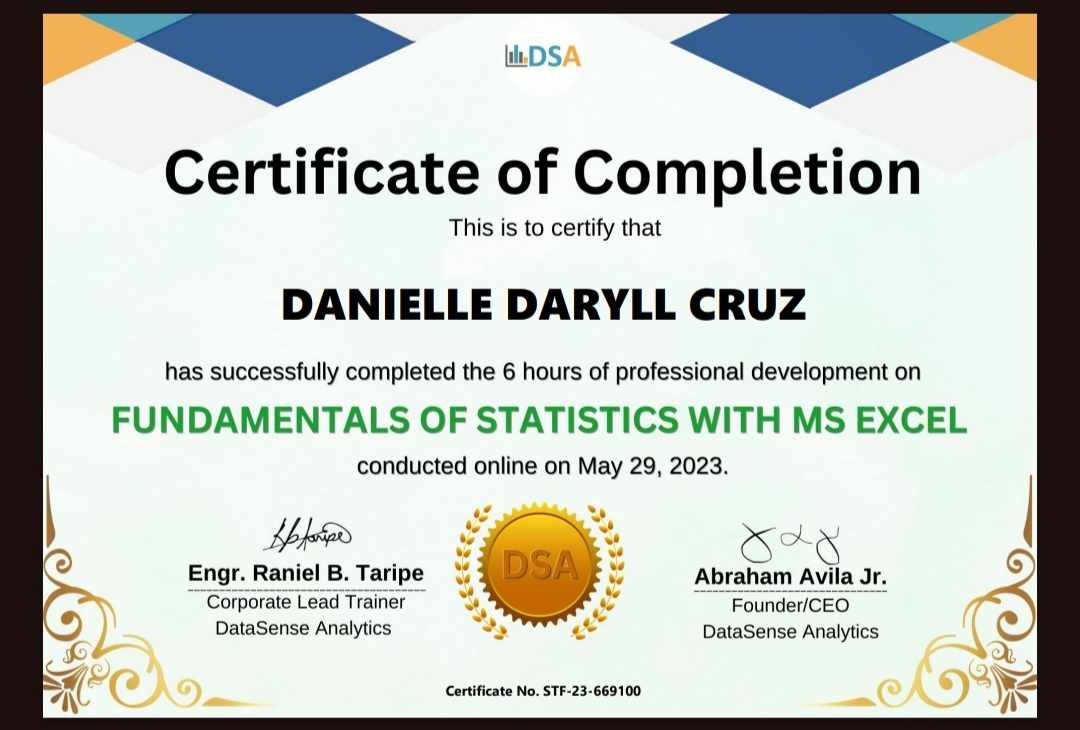 DSA
Certificate of Completion
This is to certify that
DANIELLE DARYLL CRUZ
has successfully completed the 6 hours of professional development on
FUNDAMENTALS OF STATISTICS WITH MS EXCEL
conducted online on May 29, 2023.
DSA
Engr. Raniel B. Taripe
Corporate Lead Trainer
DataSense Analytics
Abraham Avila Jr.
Founder/CEO
DataSense Analytics
Certificate No. STF-23-669100